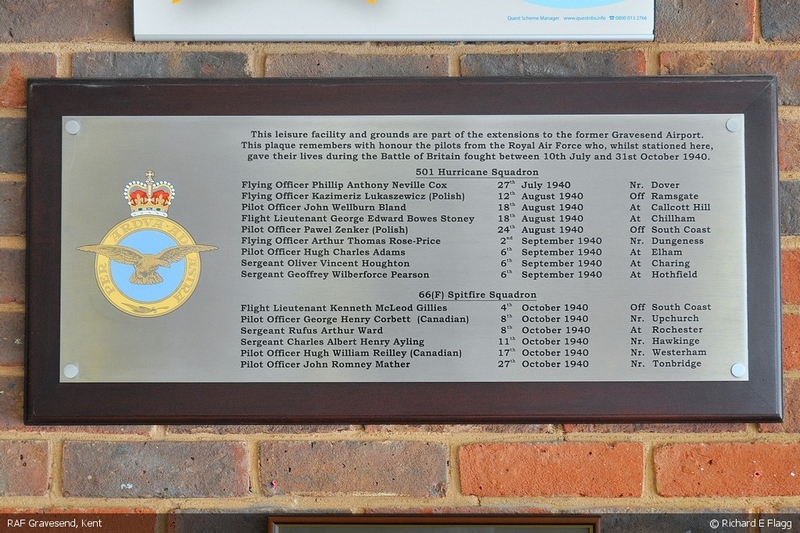 Quest Scheme Manager www.questnbs.info ☎ 0800 013 3766
This leisure facility and grounds are part of the extensions to the former Gravesend Airport.
This plaque remembers with honour the pilots from the Royal Air Force who, whilst stationed here,
gave their lives during the Battle of Britain fought between 10th July and 31st October 1940.
501 Hurricane Squadron
Flying Officer Phillip Anthony Neville Cox 27th July 1940 Nr. Dover
Flying Officer Kazimeriz Lukaszewicz (Polish) 12th August 1940 Off Ramsgate
Pilot Officer John Wellburn Bland 18th August 1940 At Callcott Hill
Flight Lieutenant George Edward Bowes Stoney 18th August 1940 At Chillham
Pilot Officer Pawel Zenker (Polish) 24th August 1940 Off South Coast
Flying Officer Arthur Thomas Rose-Price 2nd September 1940 Nr. Dungeness
Pilot Officer Hugh Charles Adams 6th September 1940 At Elham
Sergeant Oliver Vincent Houghton 6th September 1940 At Charing
Sergeant Geoffrey Wilberforce Pearson 6th September 1940 At Hothfield
66(F) Spitfire Squadron
Flight Lieutenant Kenneth McLeod Gillies 4th October 1940 Off South Coast
Pilot Officer George Henry Corbett (Canadian) 8th October 1940 Nr. Upchurch
Sergeant Rufus Arthur Ward 8th October 1940 At Rochester
Sergeant Charles Albert Henry Ayling 11th October 1940 Nr. Hawkinge
Pilot Officer Hugh William Reilley (Canadian) 17th October 1940 Nr. Westerham
Pilot Officer John Romney Mather 27th October 1940 Nr. Tonbridge
PER ARDVA AD ASTRA
RAF Gravesend, Kent
© Richard E Flagg